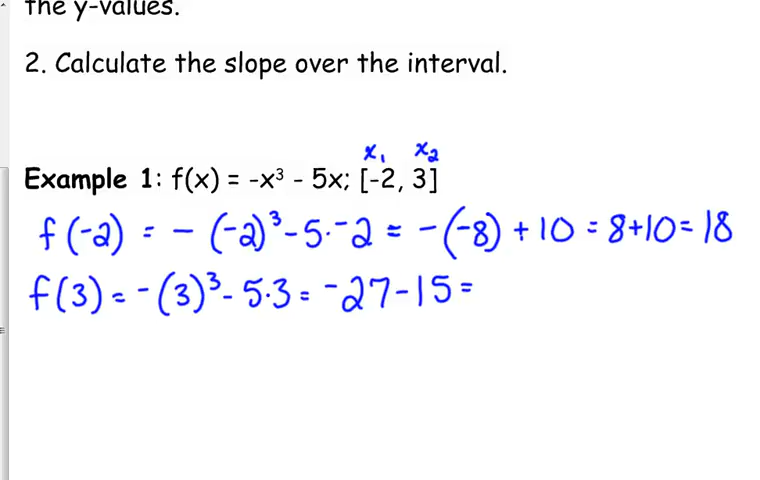 the y-values.
2. Calculate the slope over the interval.
x₁ x₂
Example 1: f(x) = -x³ - 5x; [-2, 3]
f(-2) = -(-2)³-5·-2 = -(-8)+10 = 8+10 = 18
f(3) = -(3)³-5·3 = -27-15 =